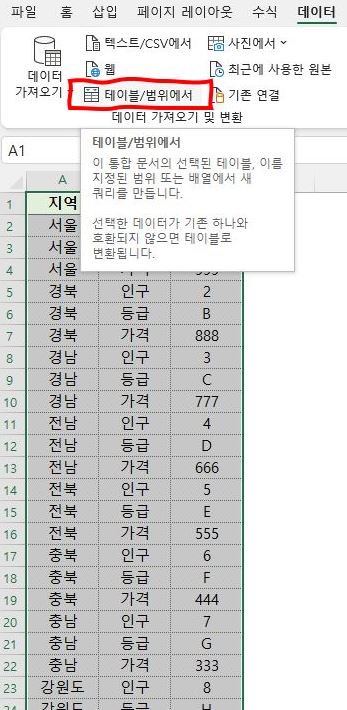 파일 홈 삽입 페이지 레이아웃 수식 데이터
데이터 가져오기
텍스트/CSV에서
사진에서
웹
최근에 사용한 원본
테이블/범위에서
기존 연결
데이터 가져오기 및 변환
A1
테이블/범위에서
이 통합 문서의 선택된 테이블, 이름
지정된 범위 또는 배열에서 새
쿼리을 만듭니다.
선택한 데이터가 기존 하나와
호환되지 않으면 테이블로
변환됩니다.
A
1 지역
2 서울
3 서울
4 서울
5 경북 인구 2
6 경북 등급 B
7 경북 가격 888
8 경남 인구 3
9 경남 등급 C
10 경남 가격 777
11 전남 인구 4
12 전남 등급 D
13 전남 가격 666
14 전북 인구 5
15 전북 등급 E
16 전북 가격 555
17 충북 인구 6
18 충북 등급 F
19 충북 가격 444
20 충남 인구 7
21 충남 등급 G
22 충남 가격 333
23 강원도 인구 8